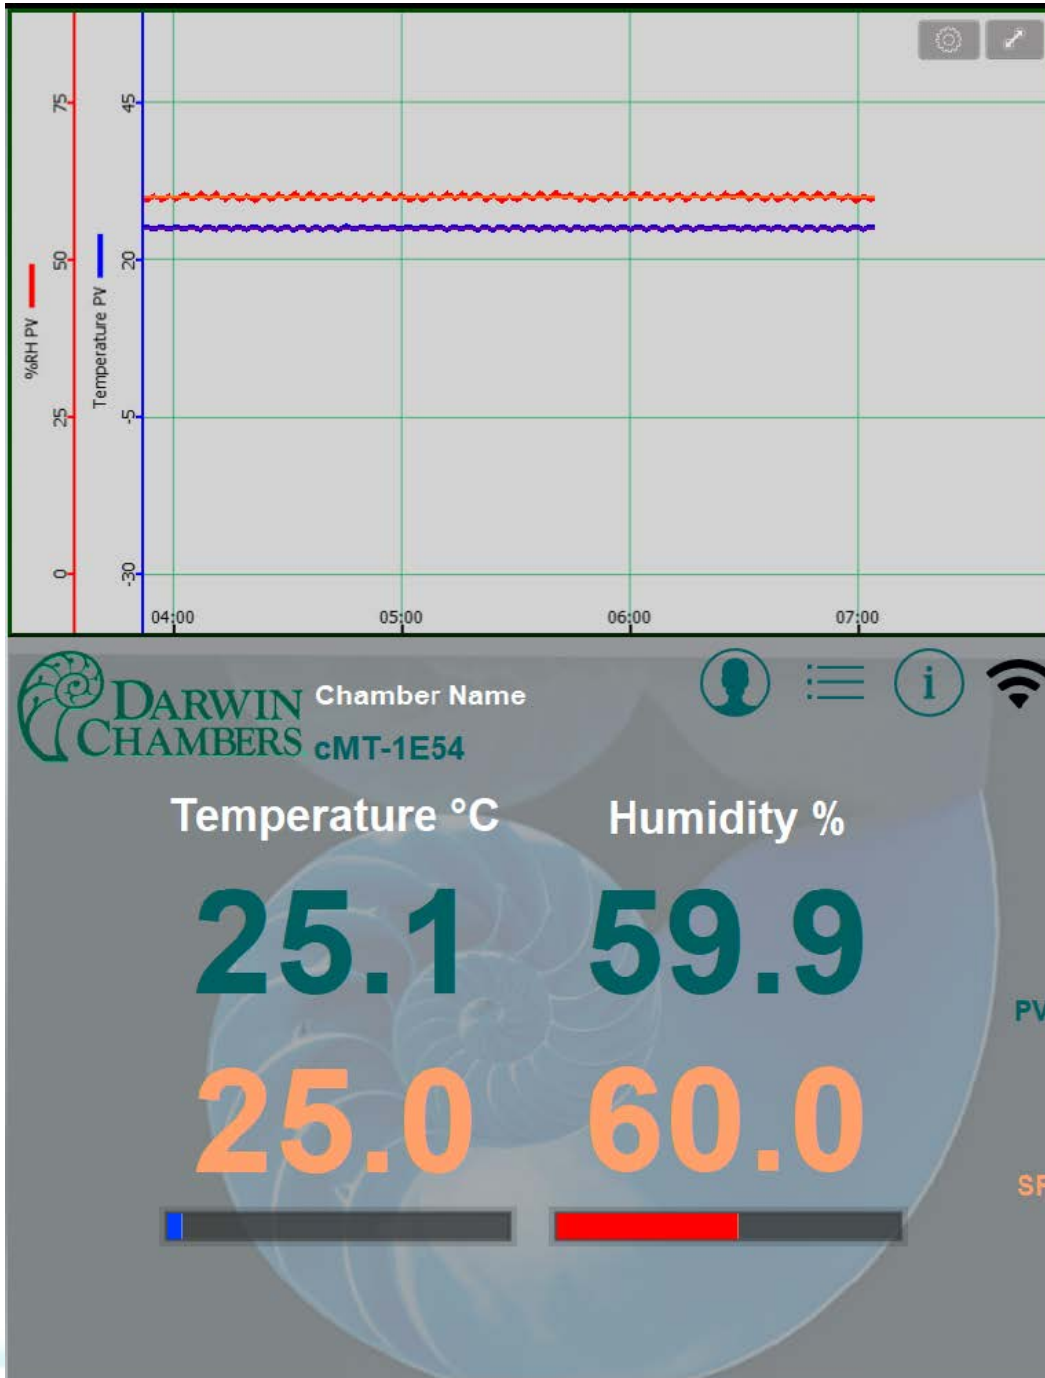 75
50
25
0
%RH PV
45
20
-5
-30
Temperature PV
04:00 05:00 06:00 07:00
DARWIN
CHAMBERS
Chamber Name
cMT-1E54
i
Temperature °C Humidity %
25.1 59.9
PV
25.0 60.0